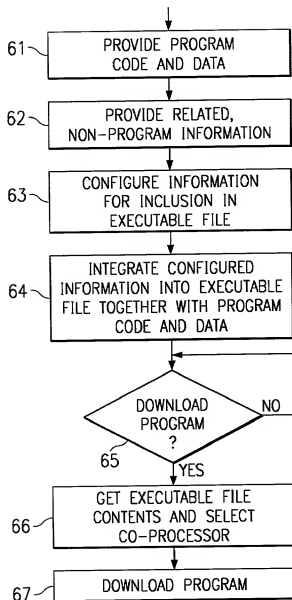 61
PROVIDE PROGRAM
CODE AND DATA
62
PROVIDE RELATED,
NON-PROGRAM INFORMATION
63
CONFIGURE INFORMATION
FOR INCLUSION IN
EXECUTABLE FILE
64
INTEGRATE CONFIGURED
INFORMATION INTO EXECUTABLE
FILE TOGETHER WITH PROGRAM
CODE AND DATA
DOWNLOAD
PROGRAM
?
NO
65
YES
66
GET EXECUTABLE FILE
CONTENTS AND SELECT
CO-PROCESSOR
67
DOWNLOAD PROGRAM